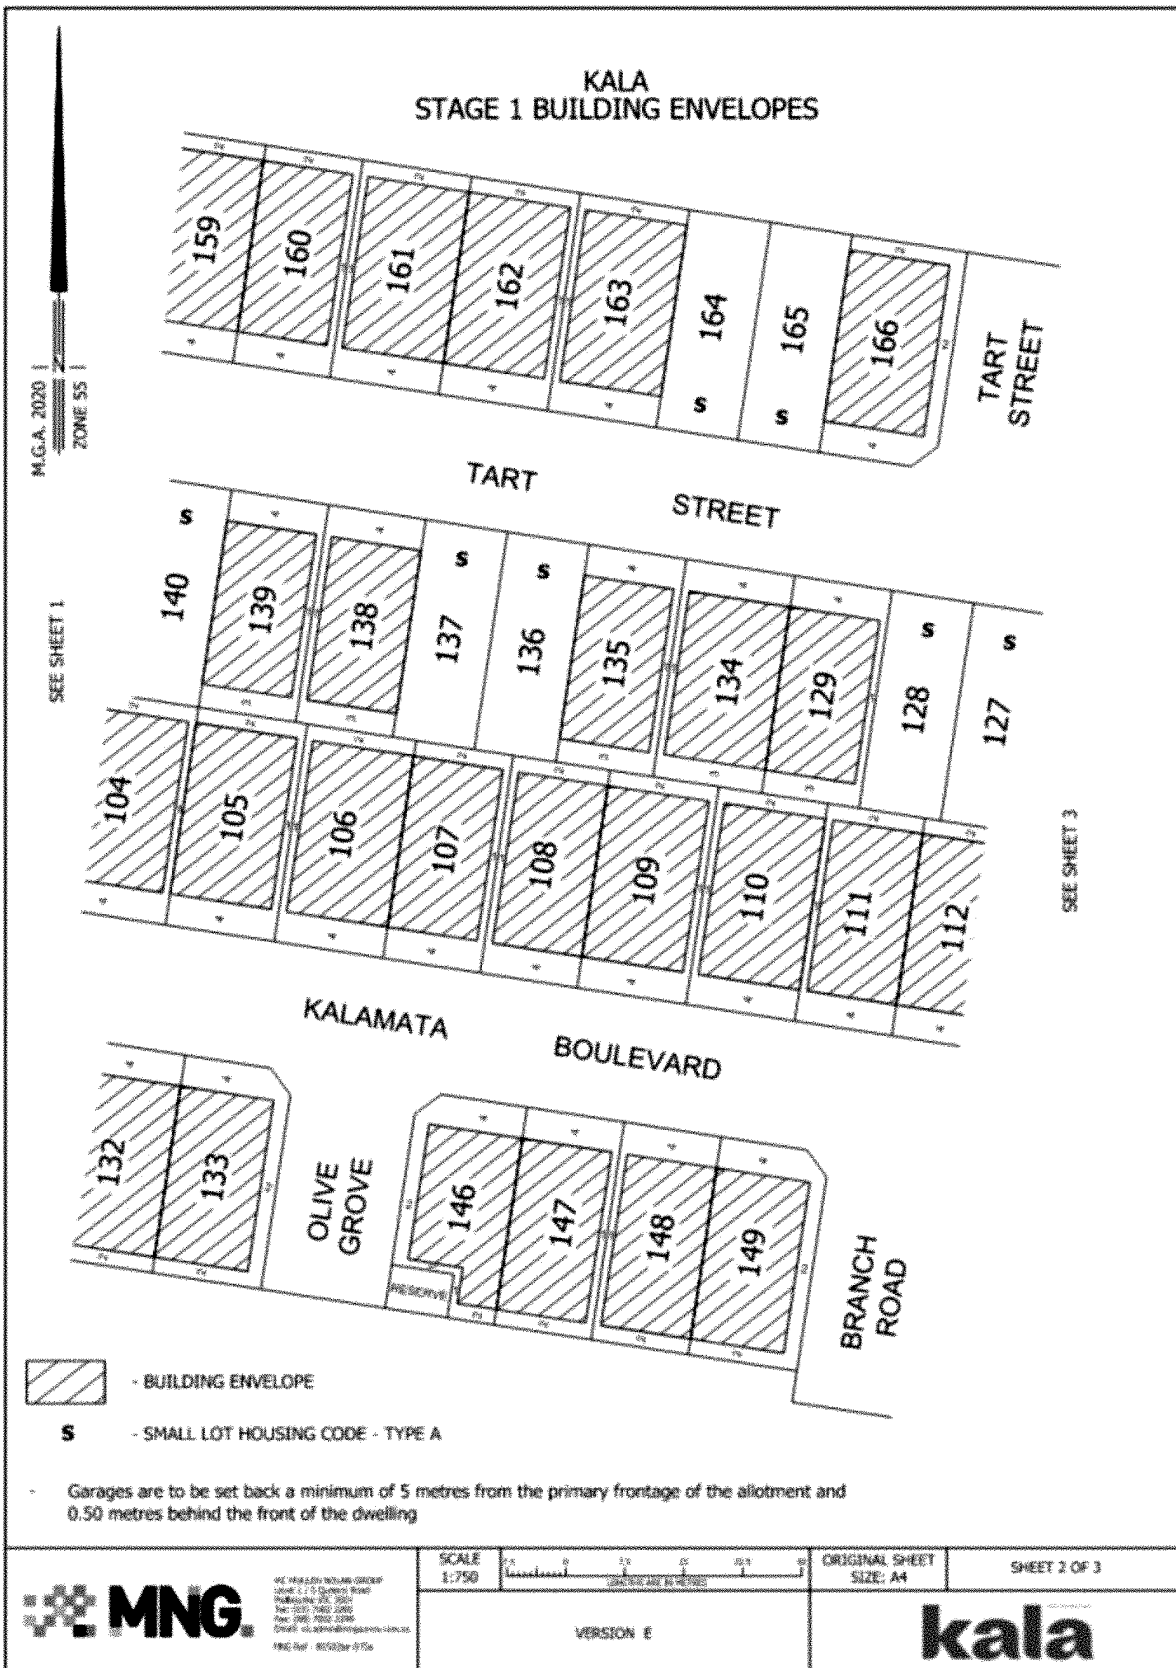 KALA
STAGE 1 BUILDING ENVELOPES
M.G.A. 2020
ZONE 55
159
160
161
162
163
164
165
166
S
S
TART
STREET
TART STREET
SEE SHEET 1
S
140
139
138
S
137
S
136
135
134
129
S
128
S
127
SEE SHEET 3
104
105
106
107
108
109
110
111
112
KALAMATA BOULEVARD
132
133
OLIVE
GROVE
146
147
148
149
RESERVE
BRANCH
ROAD
- BUILDING ENVELOPE
S - SMALL LOT HOUSING CODE - TYPE A
- Garages are to be set back a minimum of 5 metres from the primary frontage of the allotment and
0.50 metres behind the front of the dwelling
MNG.
SCALE
1:750
LENGTHS ARE IN METRES
ORIGINAL SHEET
SIZE: A4
SHEET 2 OF 3
VERSION E
kala